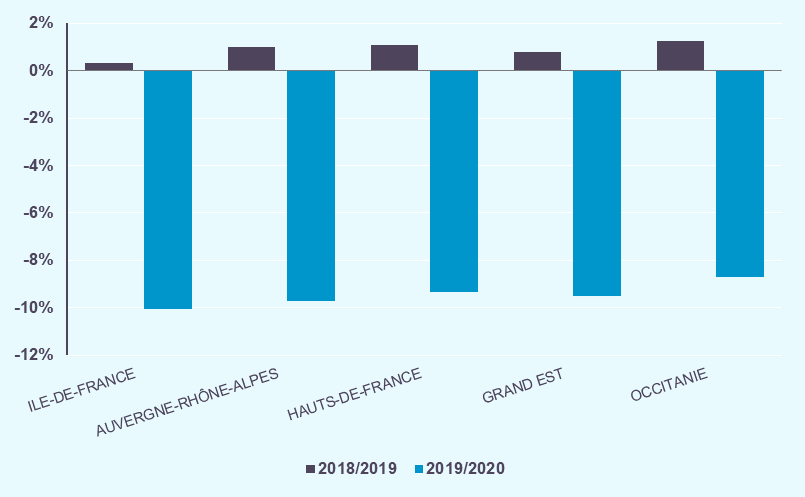 2%
0%
-2%
-4%
-6%
-8%
-10%
-12%
ILE-DE-FRANCE
AUVERGNE-RHÔNE-ALPES
HAUTS-DE-FRANCE
GRAND EST
OCCITANIE
2018/2019 2019/2020